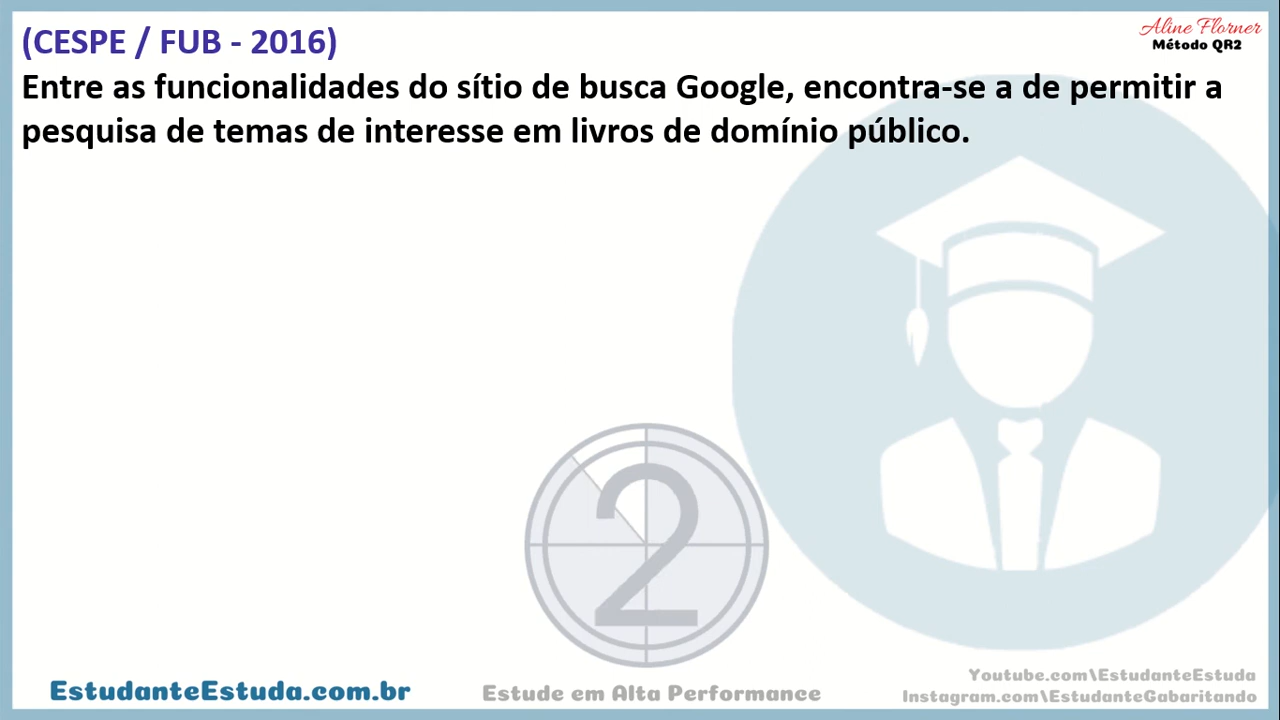 Aline Florner
Método QR2
(CESPE / FUB - 2016)
Entre as funcionalidades do sítio de busca Google, encontra-se a de permitir a
pesquisa de temas de interesse em livros de domínio público.
2
EstudanteEstuda.com.br
Estude em Alta Performance
Youtube.com\EstudanteEstuda
Instagram.com\EstudanteGabaritando